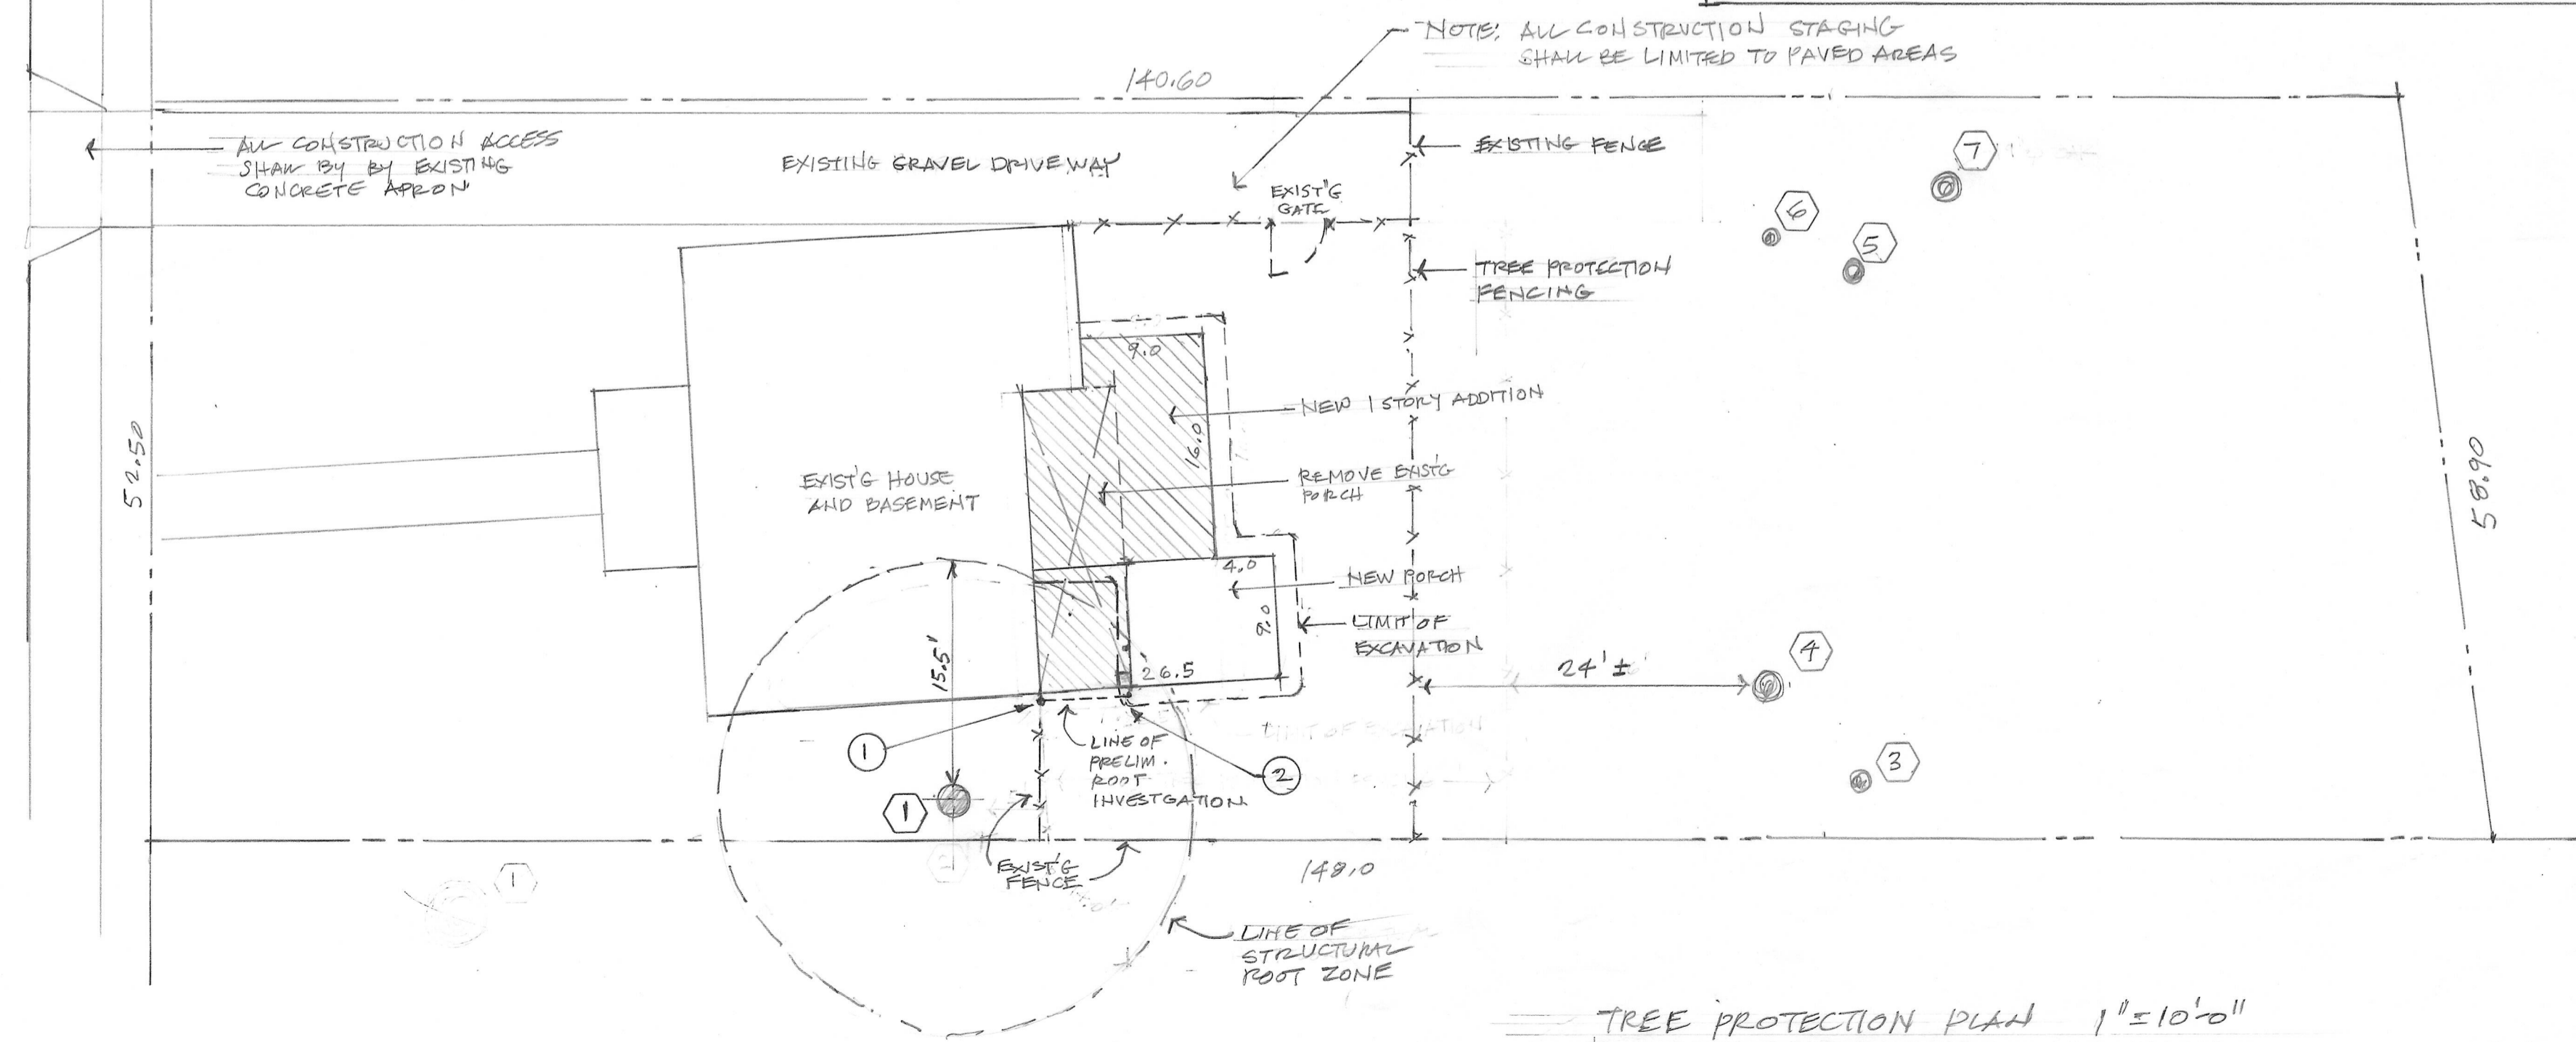 NOTE: ALL CONSTRUCTION STAGING
SHALL BE LIMITED TO PAVED AREAS
140.60
ALL CONSTRUCTION ACCESS
SHALL BY BY EXISTING
CONCRETE APRON
EXISTING GRAVEL DRIVEWAY
EXIST'G
GATE
EXISTING FENCE
TREE PROTECTION
FENCING
7
6
5
9.0
NEW 1 STORY ADDITION
16.0
REMOVE EXIST'G
PORCH
52.50
EXIST'G HOUSE
AND BASEMENT
58.90
4.0
NEW PORCH
9.0
LIMIT OF
EXCAVATION
15.5'
26.5
24'±
4
3
1
LINE OF
PRELIM.
ROOT
INVESTGATION
2
1
EXIST'G
FENCE
148.0
1
LINE OF
STRUCTURAL
ROOT ZONE
TREE PROTECTION PLAN 1"=10'-0"